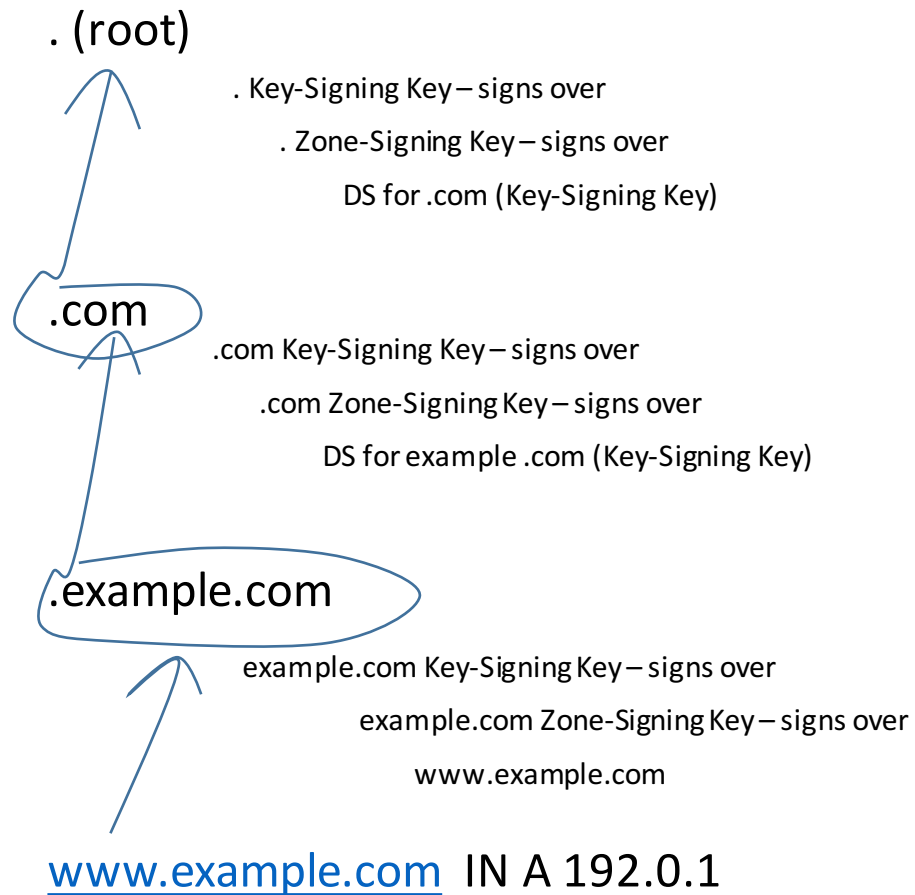 . (root)
. Key-Signing Key – signs over
. Zone-Signing Key – signs over
DS for .com (Key-Signing Key)
.com
.com Key-Signing Key – signs over
.com Zone-Signing Key – signs over
DS for example .com (Key-Signing Key)
.example.com
example.com Key-Signing Key – signs over
example.com Zone-Signing Key – signs over
www.example.com
www.example.com IN A 192.0.1